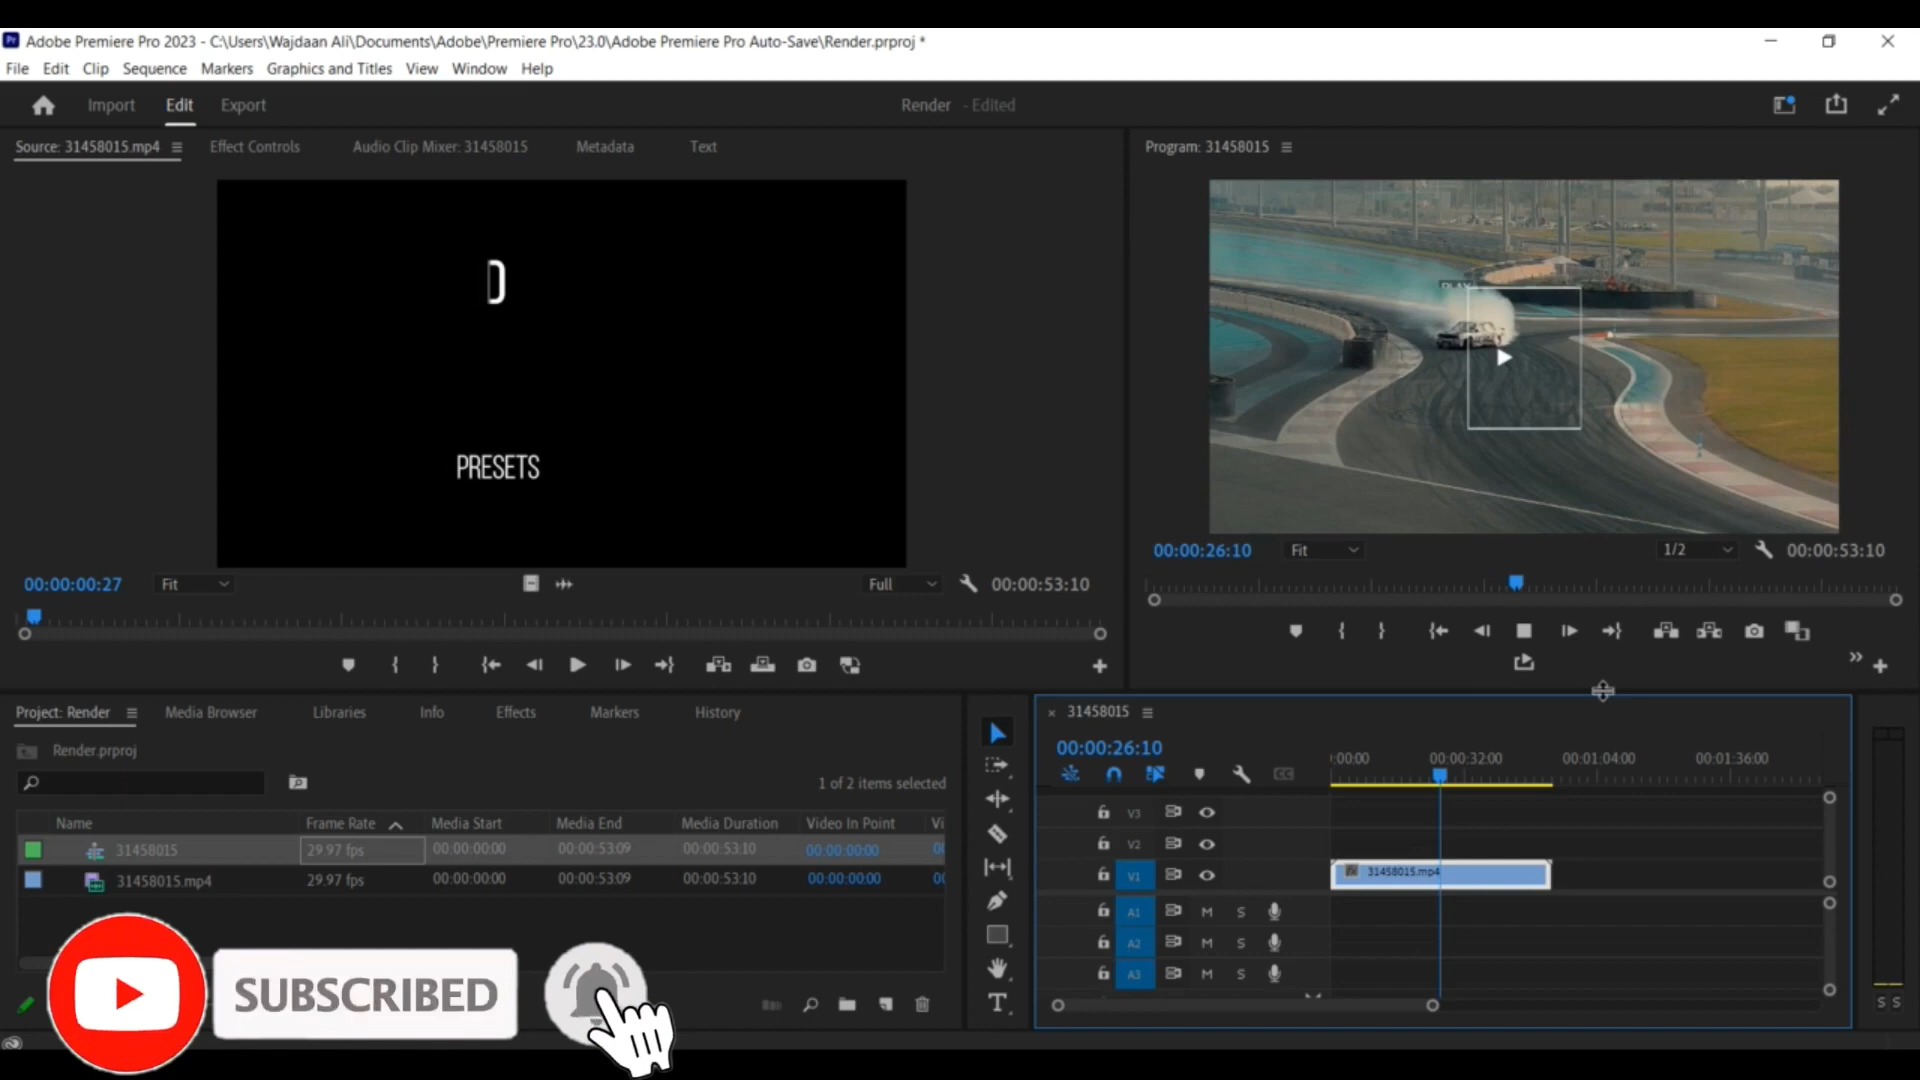 Adobe Premiere Pro 2023 - C:\Users\Wajdaan Ali\Documents\Adobe\Premiere Pro\23.0\Adobe Premiere Pro Auto-Save\Render.prproj *
File Edit Clip Sequence Markers Graphics and Titles View Window Help
Import Edit Export Render - Edited
Source: 31458015.mp4 Effect Controls Audio Clip Mixer: 31458015 Metadata Text
Program: 31458015
D
PRESETS
PLAY
00:00:00:27 Fit Full 00:00:53:10
00:00:26:10 Fit 1/2 00:00:53:10
Project: Render Media Browser Libraries Info Effects Markers History
Render.prproj
1 of 2 items selected
Name Frame Rate Media Start Media End Media Duration Video In Point Vi
31458015 29.97 fps 00:00:00:00 00:00:53:09 00:00:53:10 00:00:00:00 00
31458015.mp4 29.97 fps 00:00:00:00 00:00:53:09 00:00:53:10 00:00:00:00 00
× 31458015
00:00:26:10
:00:00 00:00:32:00 00:01:04:00 00:01:36:00
V3
V2
V1 31458015.mp4
A1 M S
A2 M S
A3 M S
S S
SUBSCRIBED